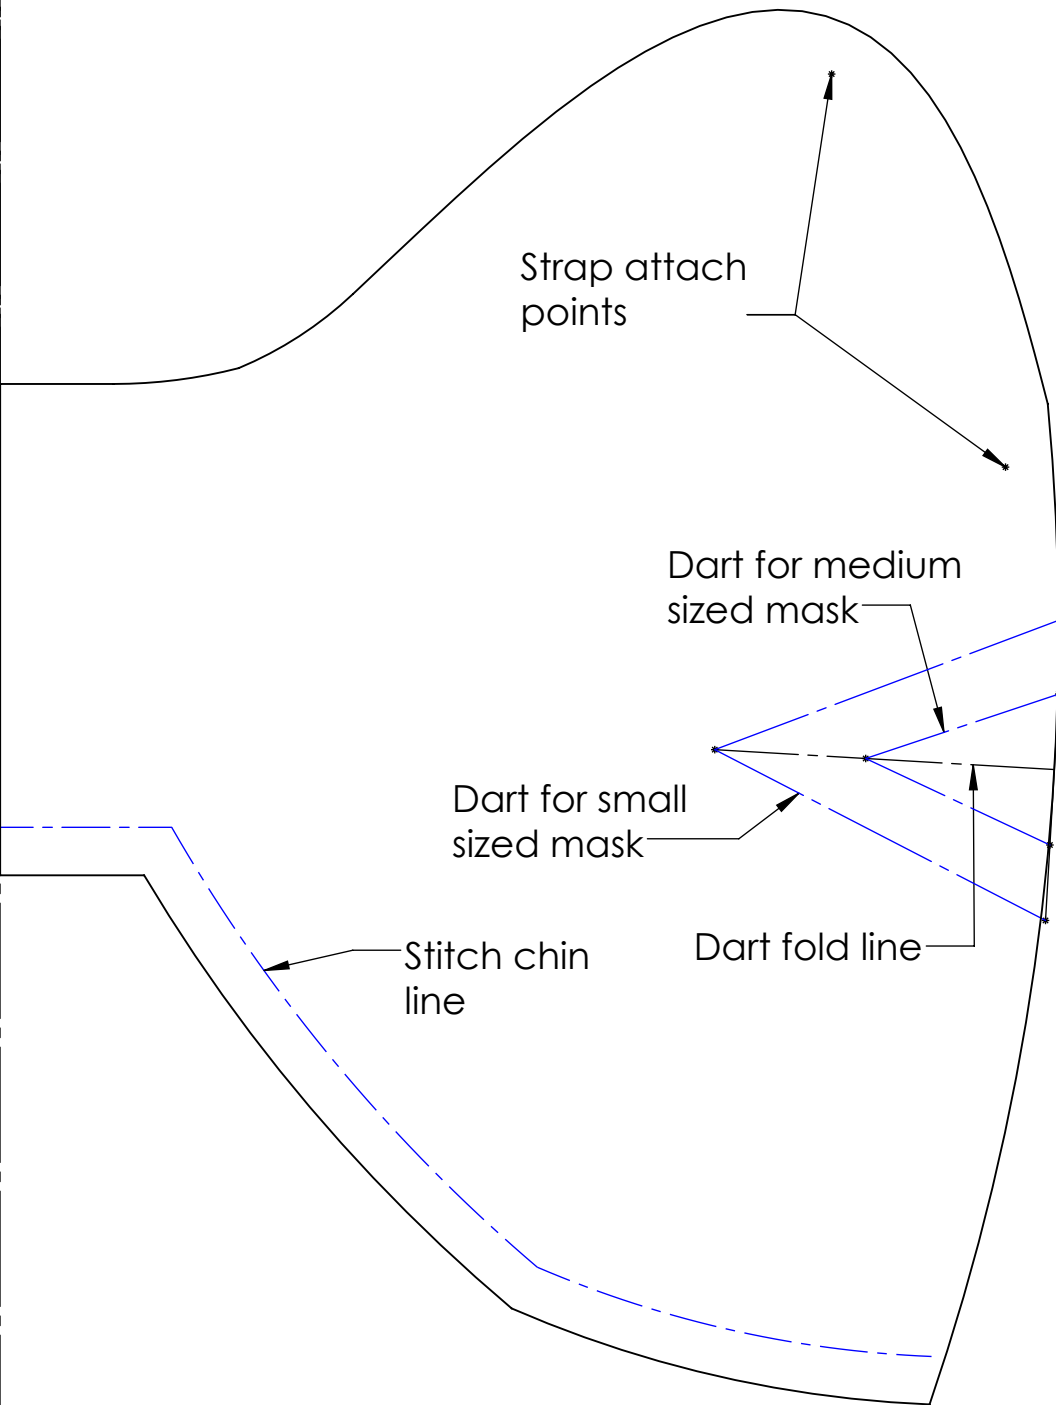 Strap attach
points
Dart for medium
sized mask
Dart for small
sized mask
Dart fold line
Stitch chin
line